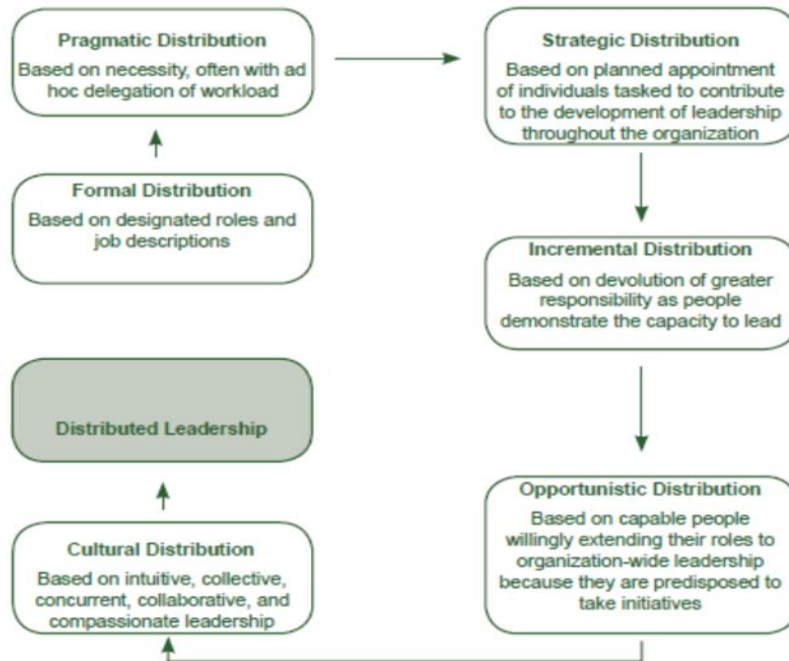 Pragmatic Distribution
Based on necessity, often with ad
hoc delegation of workload
Strategic Distribution
Based on planned appointment
of individuals tasked to contribute
to the development of leadership
throughout the organization
Formal Distribution
Based on designated roles and
job descriptions
Incremental Distribution
Based on devolution of greater
responsibility as people
demonstrate the capacity to lead
Distributed Leadership
Opportunistic Distribution
Based on capable people
willingly extending their roles to
organization-wide leadership
because they are predisposed to
take initiatives
Cultural Distribution
Based on intuitive, collective,
concurrent, collaborative, and
compassionate leadership